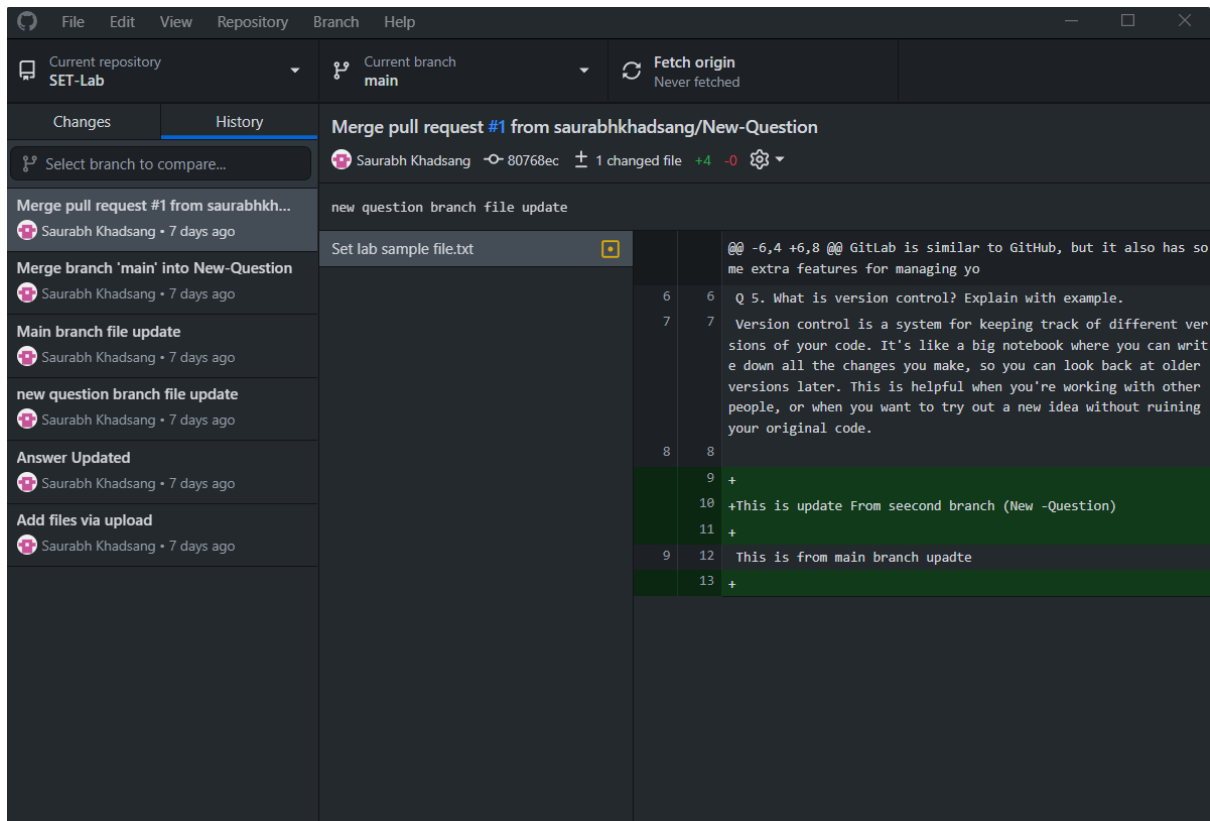 File Edit View Repository Branch Help
Current repository
SET-Lab
Current branch
main
Fetch origin
Never fetched
Changes
History
Select branch to compare...
Merge pull request #1 from saurabhkh...
Saurabh Khadsang • 7 days ago
Merge branch 'main' into New-Question
Saurabh Khadsang • 7 days ago
Main branch file update
Saurabh Khadsang • 7 days ago
new question branch file update
Saurabh Khadsang • 7 days ago
Answer Updated
Saurabh Khadsang • 7 days ago
Add files via upload
Saurabh Khadsang • 7 days ago
Merge pull request #1 from saurabhkhadsang/New-Question
Saurabh Khadsang 80768ec 1 changed file +4 -0
new question branch file update
Set lab sample file.txt
@@ -6,4 +6,8 @@ GitLab is similar to GitHub, but it also has so
me extra features for managing yo
6 6 Q 5. What is version control? Explain with example.
7 7 Version control is a system for keeping track of different ver
sions of your code. It's like a big notebook where you can writ
e down all the changes you make, so you can look back at older
versions later. This is helpful when you're working with other
people, or when you want to try out a new idea without ruining
your original code.
8 8
9 +
10 +This is update From seecond branch (New -Question)
11 +
9 12 This is from main branch upadte
13 +